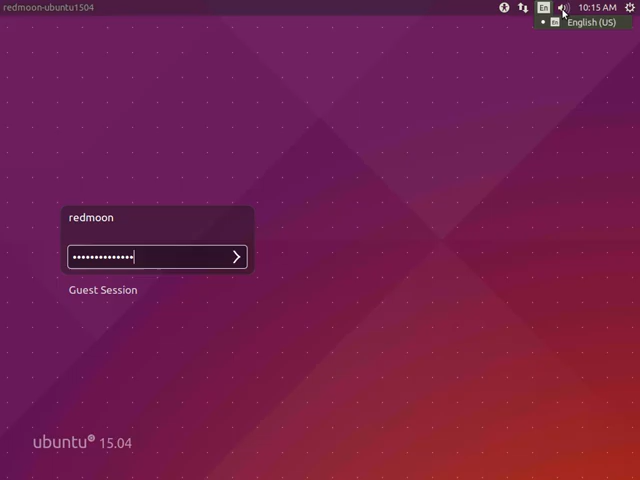 redmoon-ubuntu1504
En
10:15 AM
En English (US)
redmoon
••••••••••••••
Guest Session
ubuntu® 15.04